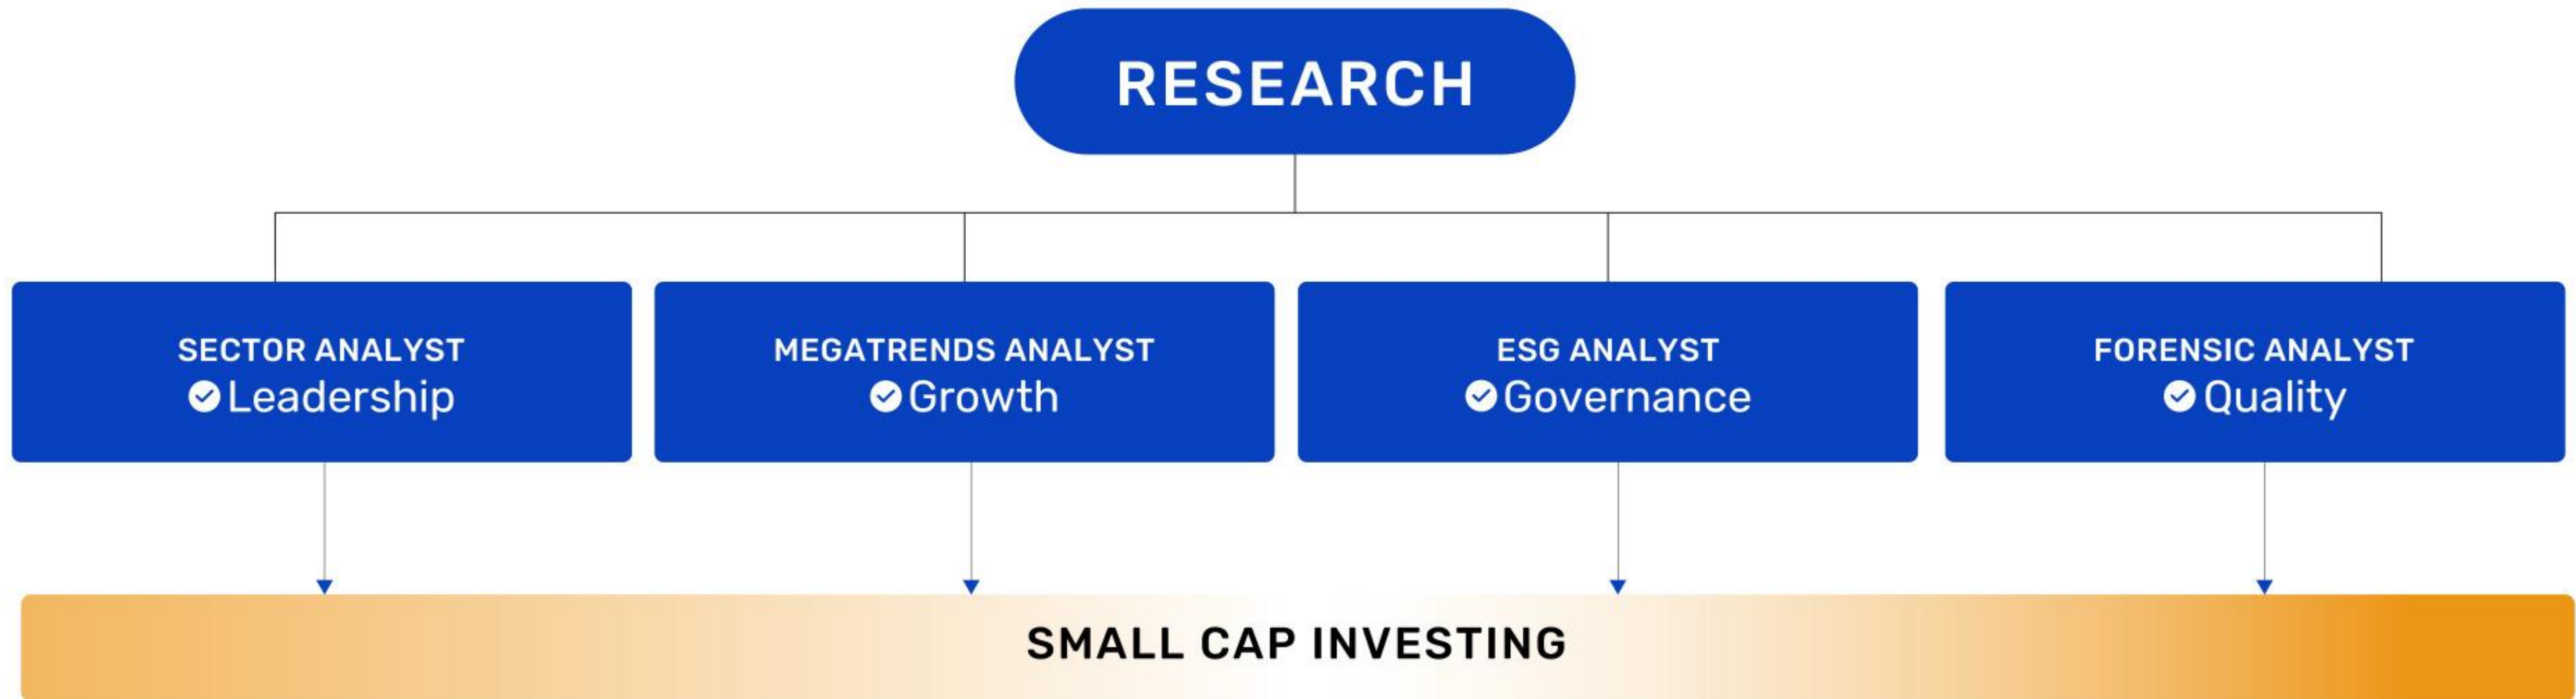 RESEARCH
SECTOR ANALYST
Leadership
MEGATRENDS ANALYST
Growth
ESG ANALYST
Governance
FORENSIC ANALYST
Quality
SMALL CAP INVESTING